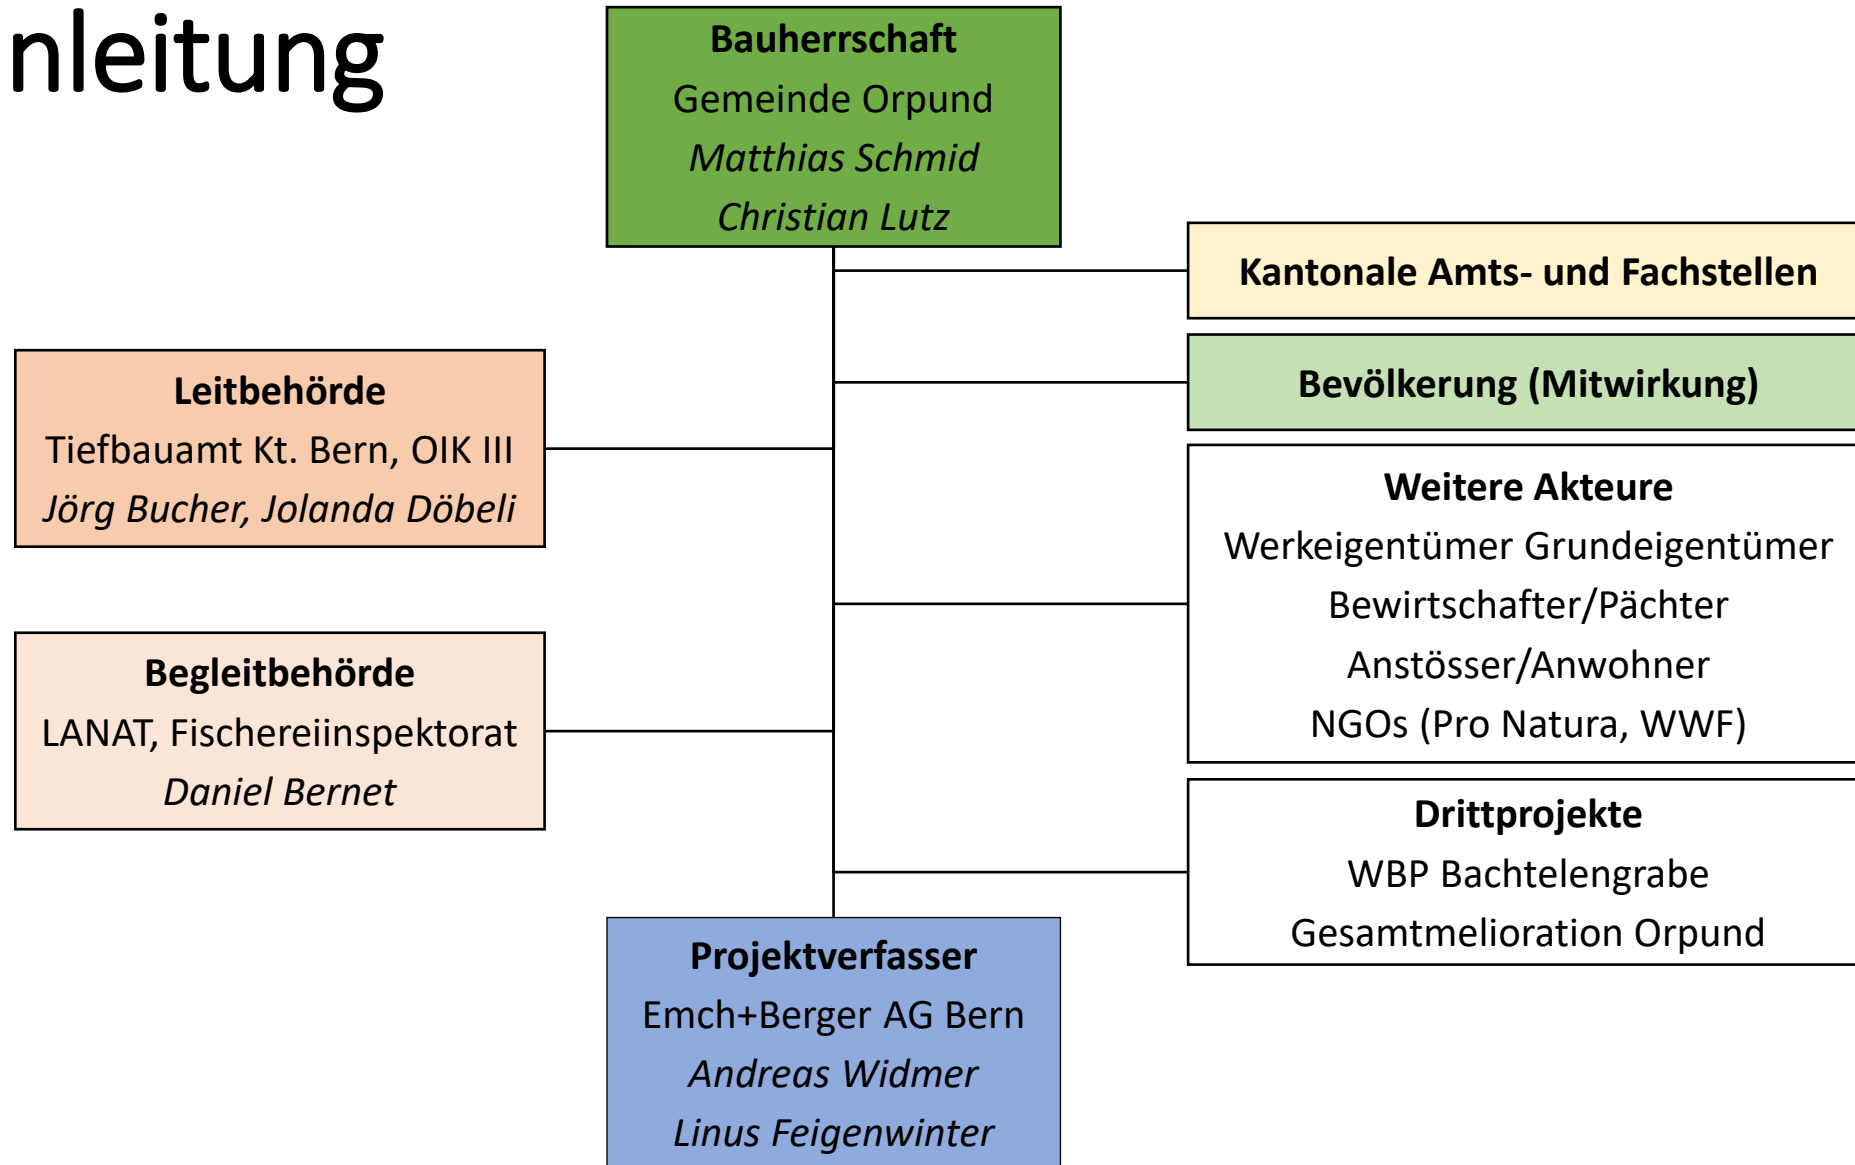 nleitung
Bauherrschaft
Gemeinde Orpund
Matthias Schmid
Christian Lutz
Kantonale Amts- und Fachstellen
Bevölkerung (Mitwirkung)
Leitbehörde
Tiefbauamt Kt. Bern, OIK III
Jörg Bucher, Jolanda Döbeli
Weitere Akteure
Werkeigentümer Grundeigentümer
Bewirtschafter/Pächter
Anstösser/Anwohner
NGOs (Pro Natura, WWF)
Begleitbehörde
LANAT, Fischereiinspektorat
Daniel Bernet
Drittprojekte
WBP Bachtelengrabe
Gesamtmelioration Orpund
Projektverfasser
Emch+Berger AG Bern
Andreas Widmer
Linus Feigenwinter